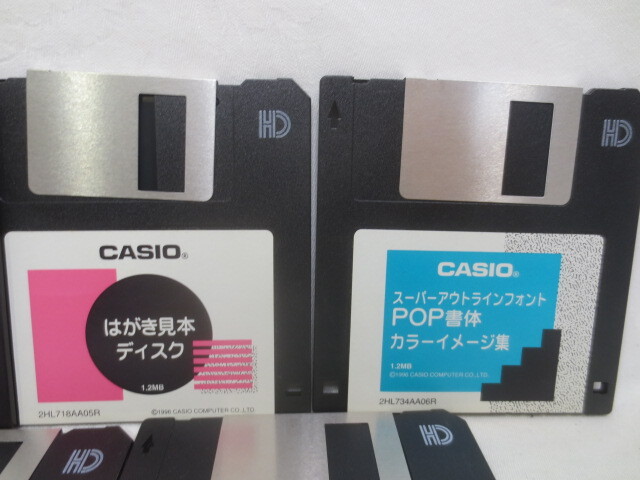 HD
CASIO®
はがき見本
ディスク
1.2MB
2HL718AA05R
©1996 CASIO COMPUTER CO.,LTD.
HD
CASIO®
スーパーアウトラインフォント
POP書体
カラーイメージ集
1.2MB
©1996 CASIO COMPUTER CO.,LTD.
2HL734AA06R
HD
HD